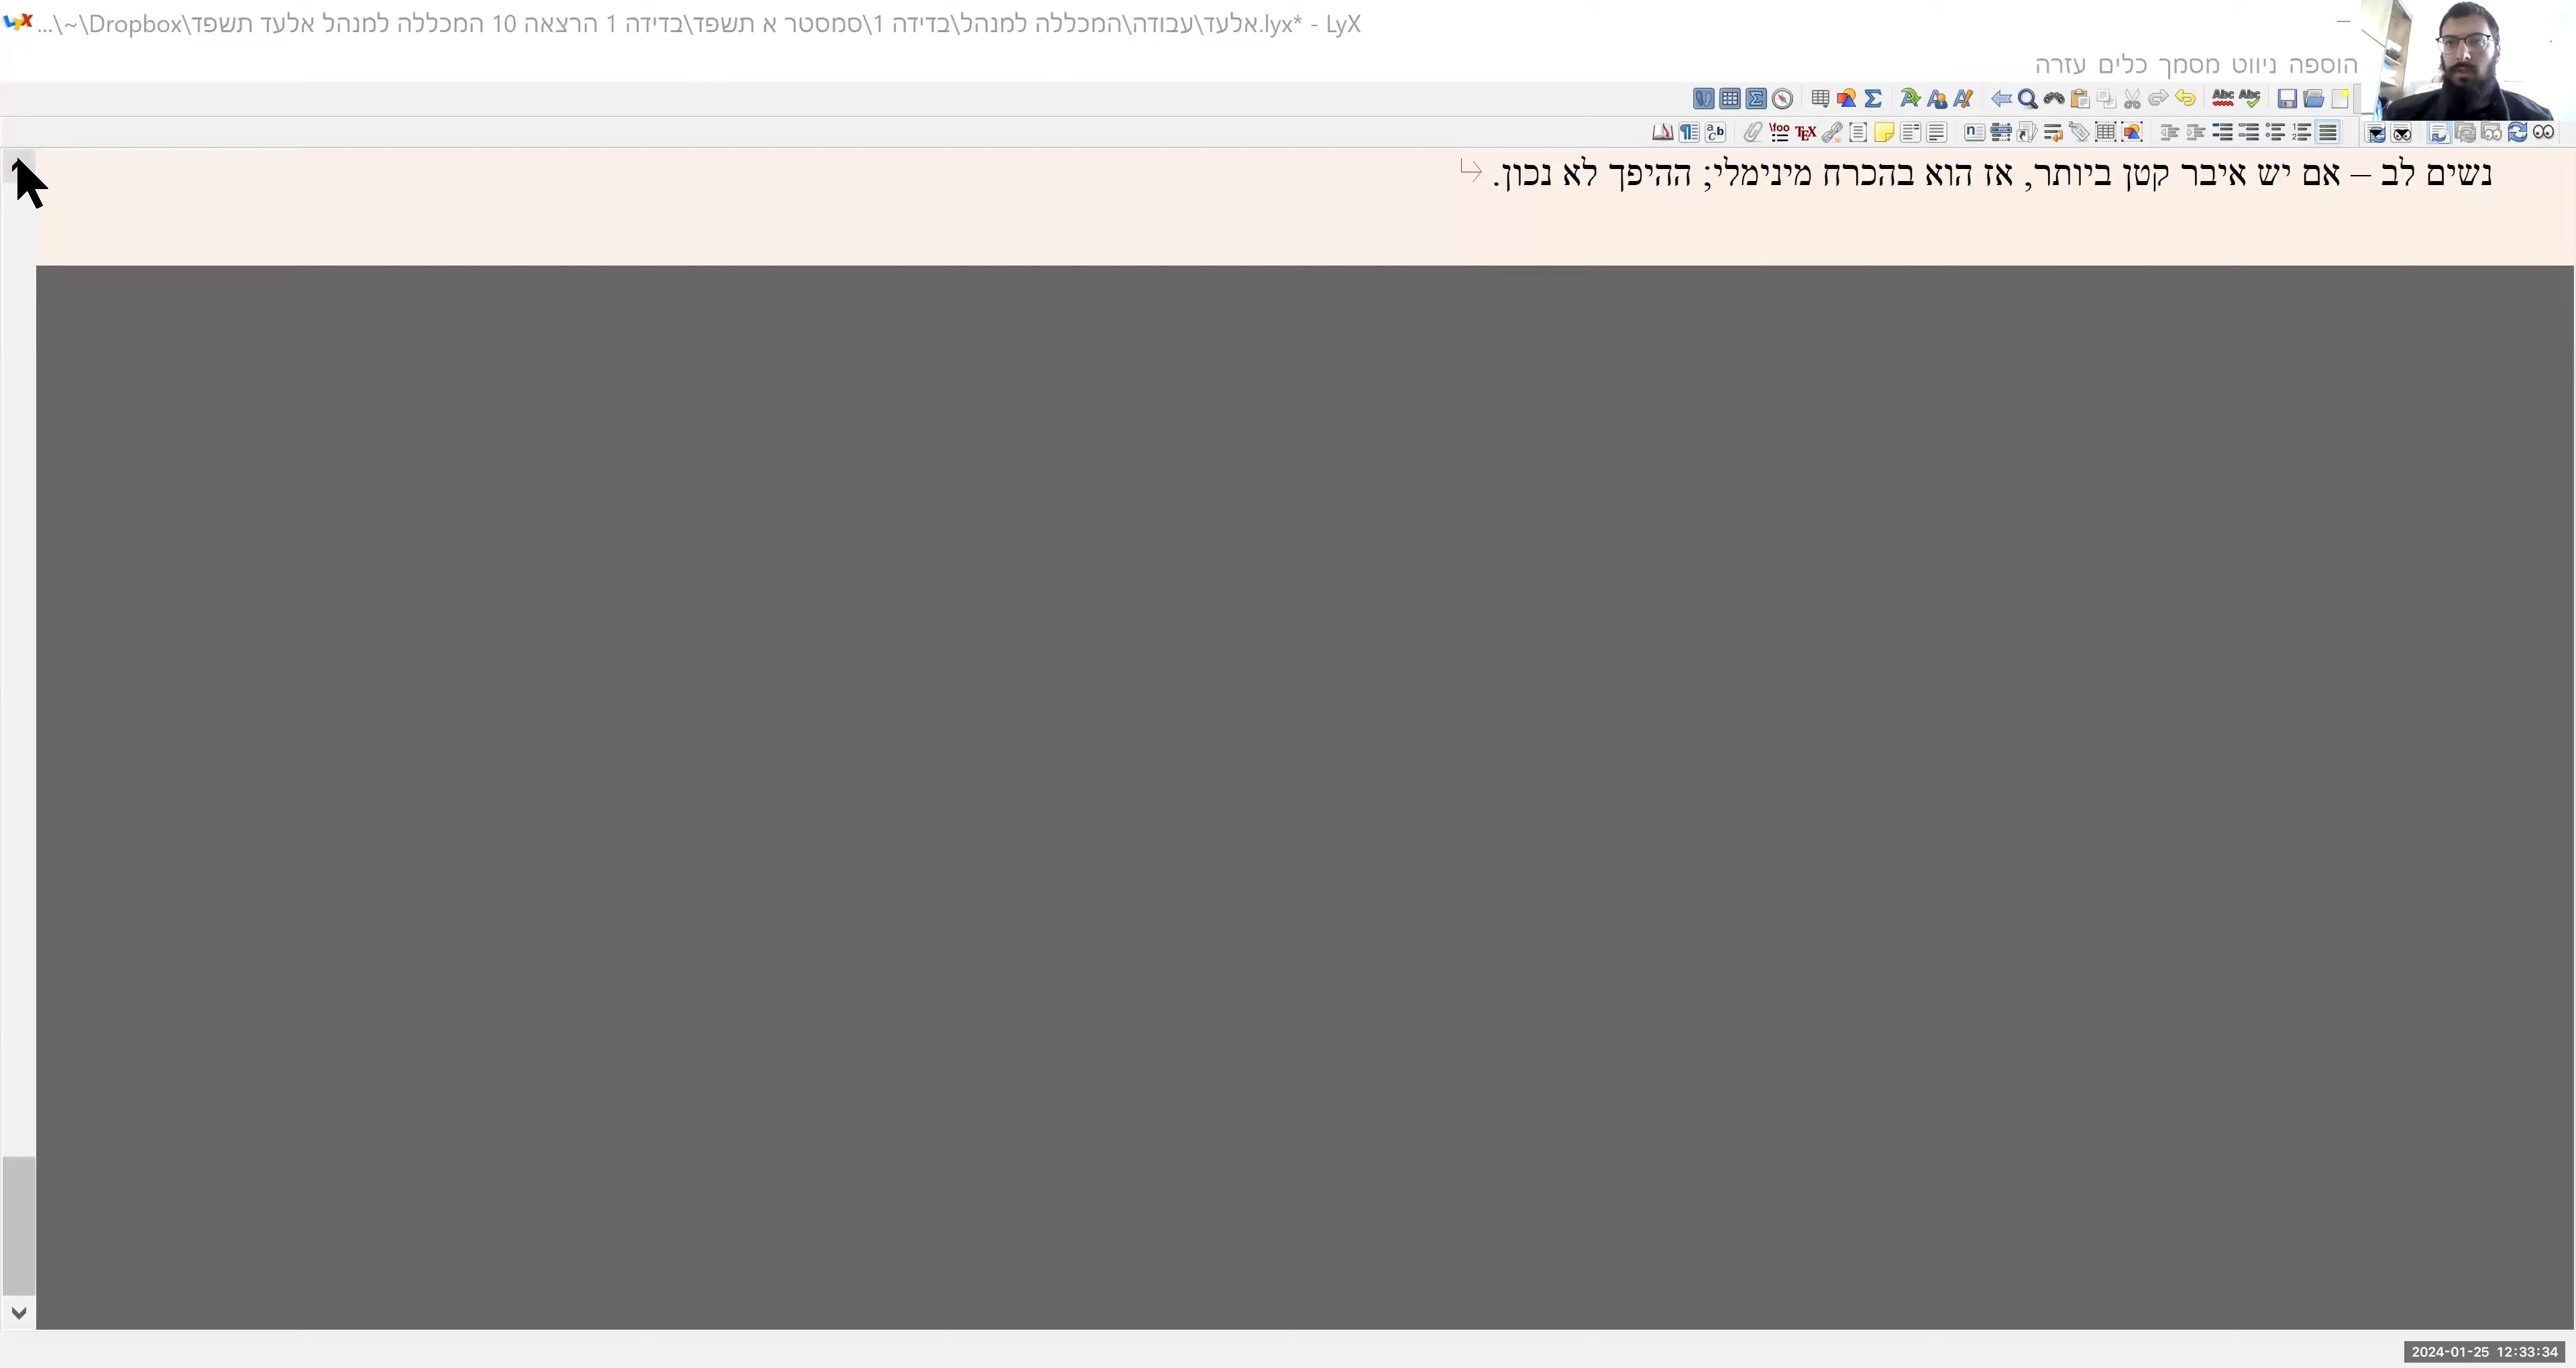 ...\~\Dropbox\אלעד\עבודה\המכללה למנהל\בדידה 1\סמסטר א תשפד\בדידה 1 הרצאה 10 המכללה למנהל אלעד תשפד.lyx* - LyX
הוספה ניווט מסמך כלים עזרה
נשים לב – אם יש איבר קטן ביותר, אז הוא בהכרח מינימלי; ההיפך לא נכון.
2024-01-25 12:33:34